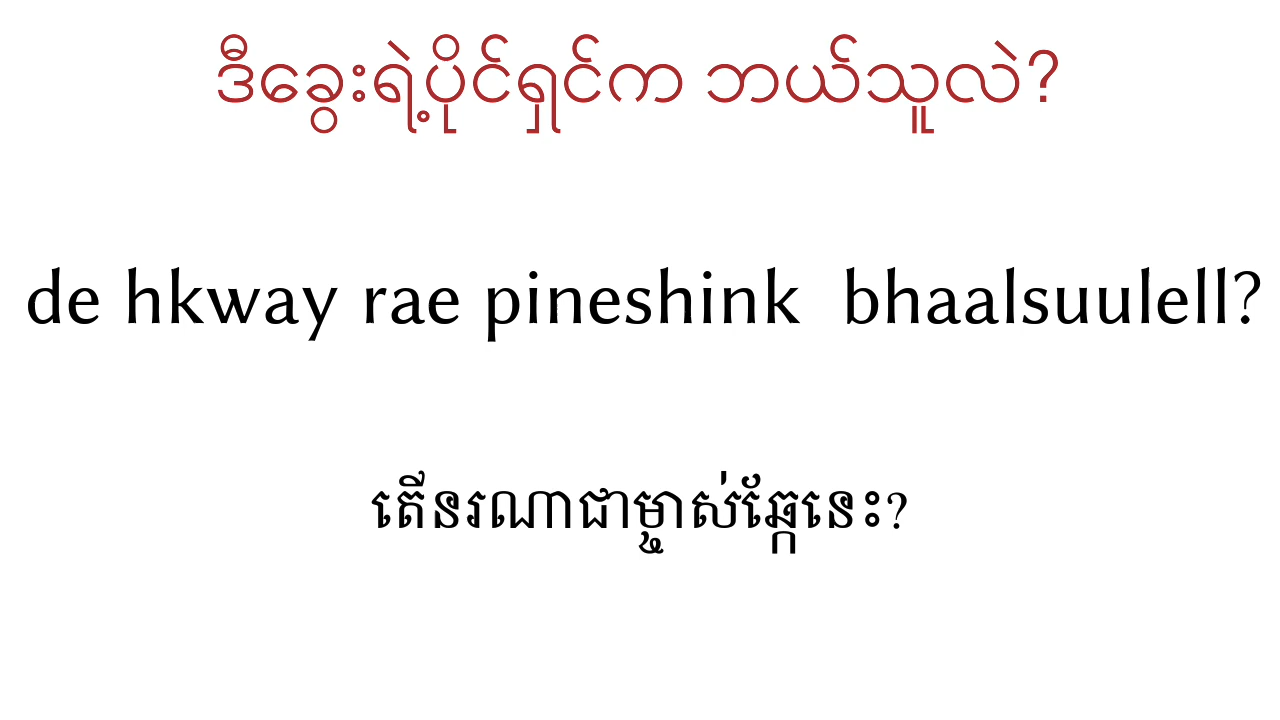 ဒီခွေးရဲ့ပိုင်ရှင်က ဘယ်သူလဲ?
de hkway rae pineshink  bhaalsuulell?
តើនរណាជាម្ចាស់ឆ្កែនេះ?